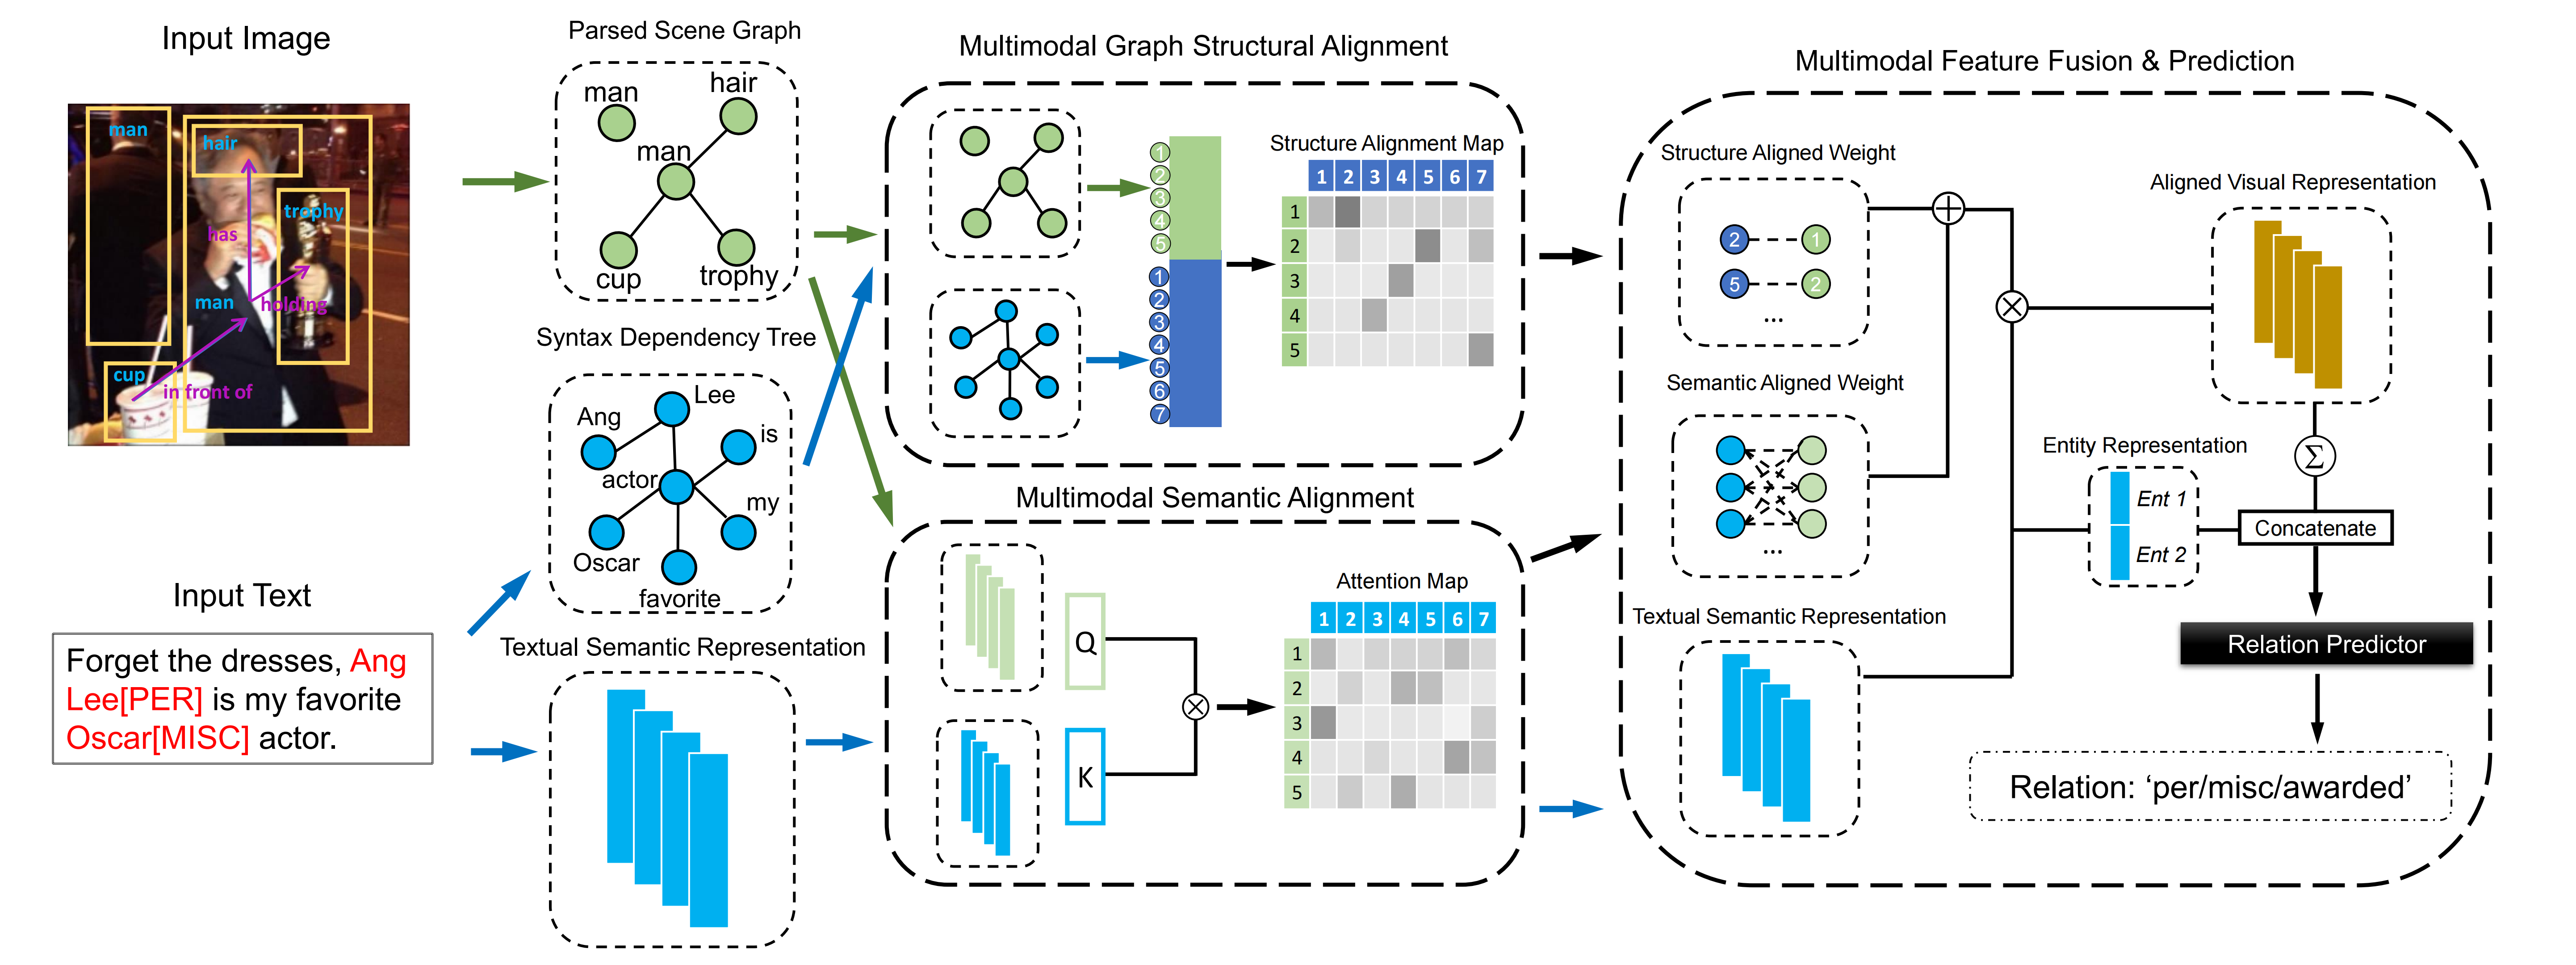 Input Image
man
hair
trophy
has
man
holding
cup
in front of
Input Text
Forget the dresses, Ang
Lee[PER] is my favorite
Oscar[MISC] actor.
Parsed Scene Graph
man
hair
man
cup
trophy
Syntax Dependency Tree
Lee
Ang
is
actor
my
Oscar
favorite
Textual Semantic Representation
Multimodal Graph Structural Alignment
1
2
3
4
5
1
2
3
4
5
6
7
Structure Alignment Map
1 2 3 4 5 6 7
1
2
3
4
5
Multimodal Semantic Alignment
Q
K
Attention Map
1 2 3 4 5 6 7
1
2
3
4
5
Multimodal Feature Fusion & Prediction
Structure Aligned Weight
2 1
5 2
...
Semantic Aligned Weight
...
Textual Semantic Representation
Aligned Visual Representation
Σ
Entity Representation
Ent 1
Ent 2
Concatenate
Relation Predictor
Relation: ‘per/misc/awarded’